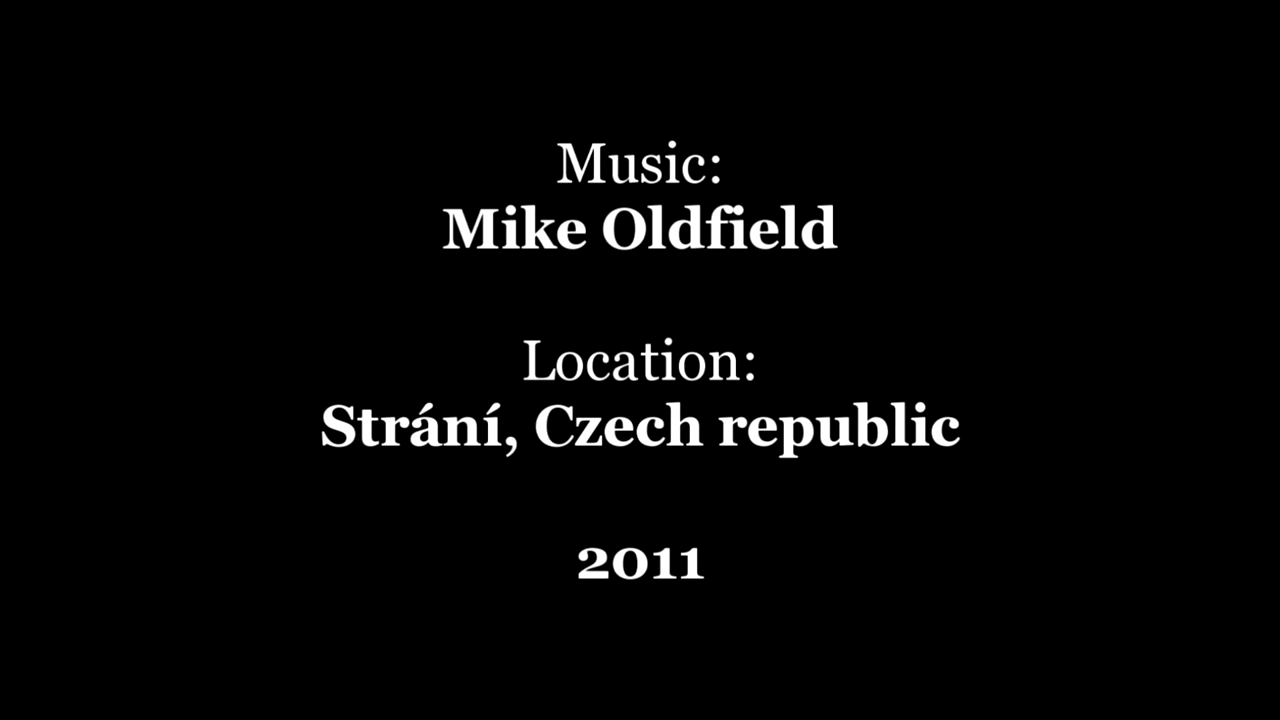 Music:
Mike Oldfield
Location:
Strání, Czech republic
2011